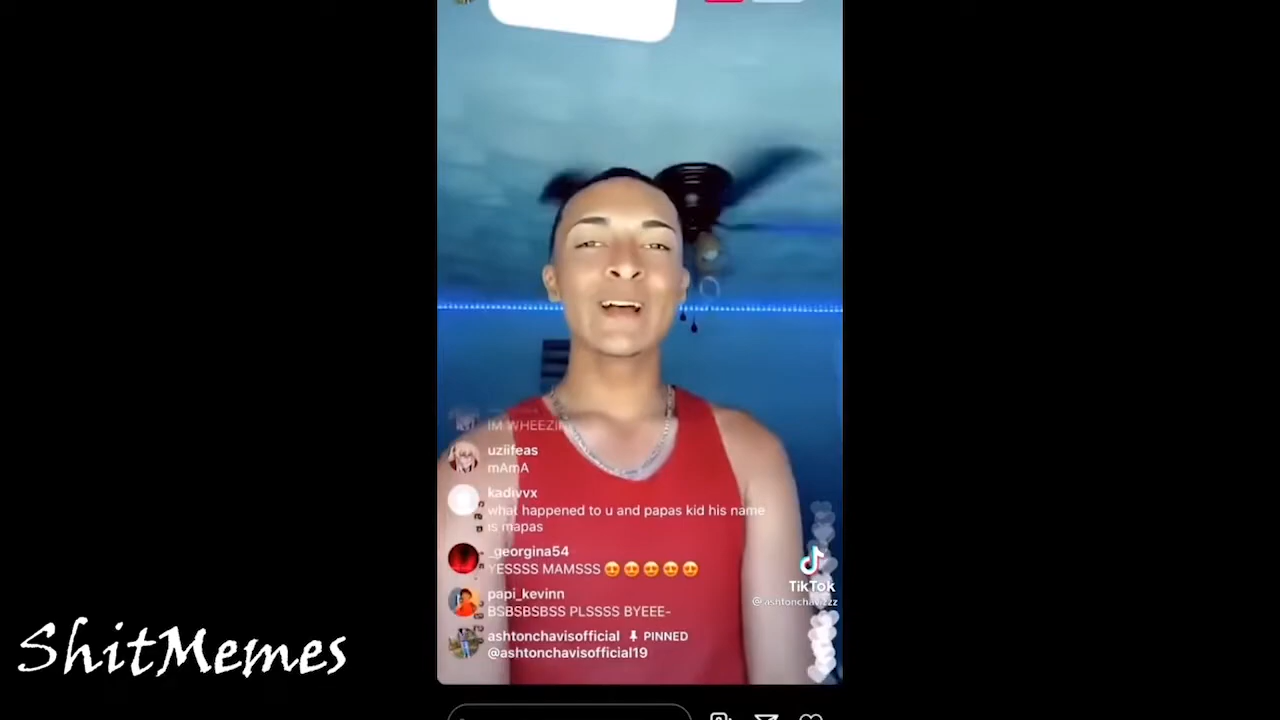 IM WHEEZIN
uziifeas
mAmA
kadivvx
what happened to u and papas kid his name
is mapas
_georgina54
YESSSS MAMSSS😍😍😍😍😍
papi_kevinn
BSBSBSBSS PLSSSS BYEEE-
ashtonchavisofficial PINNED
@ashtonchavisofficial19
TikTok
@ashtonchavizzz
ShitMemes